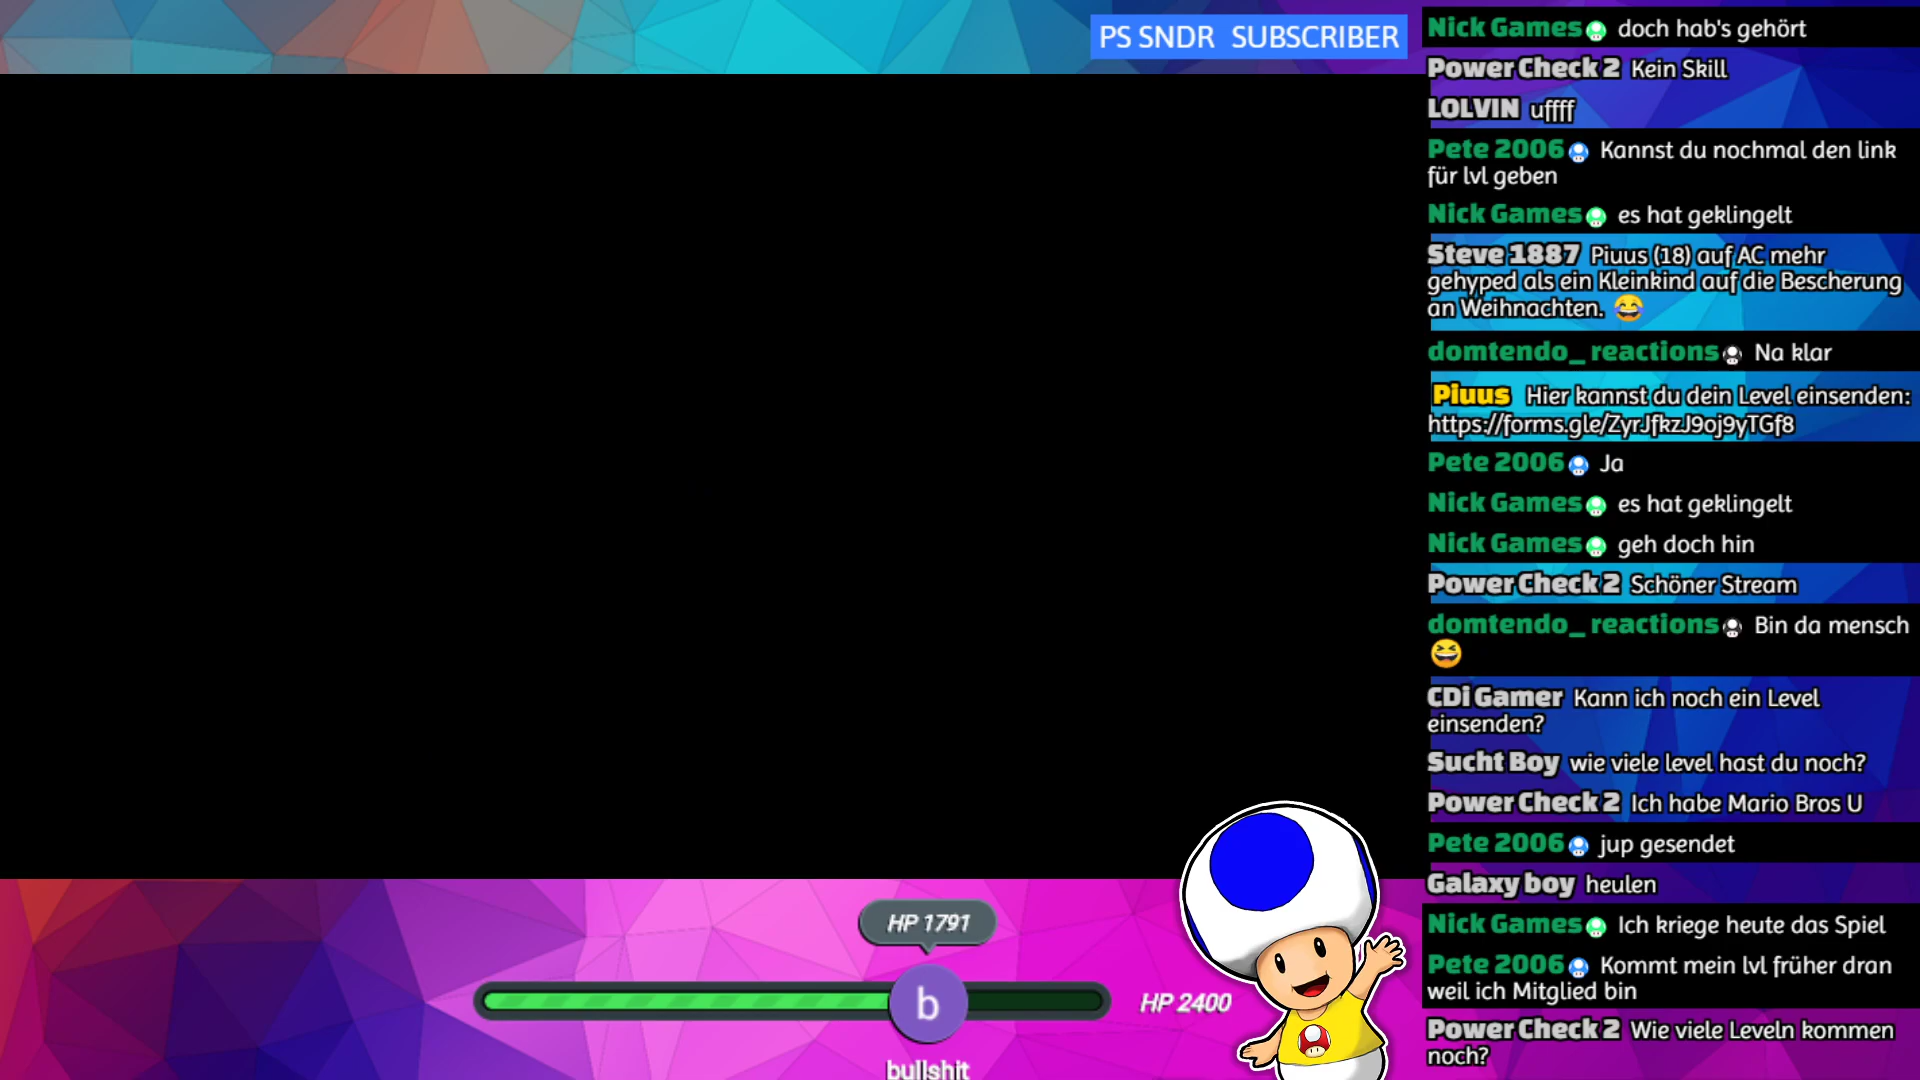 PS SNDR SUBSCRIBER
Nick Games doch hab's gehört
Power Check 2 Kein Skill
LOLVIN uffff
Pete 2006 Kannst du nochmal den link
für lvl geben
Nick Games es hat geklingelt
Steve 1887 Piuus (18) auf AC mehr
gehyped als ein Kleinkind auf die Bescherung
an Weihnachten. 😂
domtendo_reactions Na klar
Piuus Hier kannst du dein Level einsenden:
https://forms.gle/ZyrJfkzJ9oj9yTGf8
Pete 2006 Ja
Nick Games es hat geklingelt
Nick Games geh doch hin
Power Check 2 Schöner Stream
domtendo_reactions Bin da mensch
😆
CDi Gamer Kann ich noch ein Level
einsenden?
Sucht Boy wie viele level hast du noch?
Power Check 2 Ich habe Mario Bros U
Pete 2006 jup gesendet
Galaxy boy heulen
Nick Games Ich kriege heute das Spiel
Pete 2006 Kommt mein lvl früher dran
weil ich Mitglied bin
Power Check 2 Wie viele Leveln kommen
noch?
HP 1791
b
HP 2400
bullshit